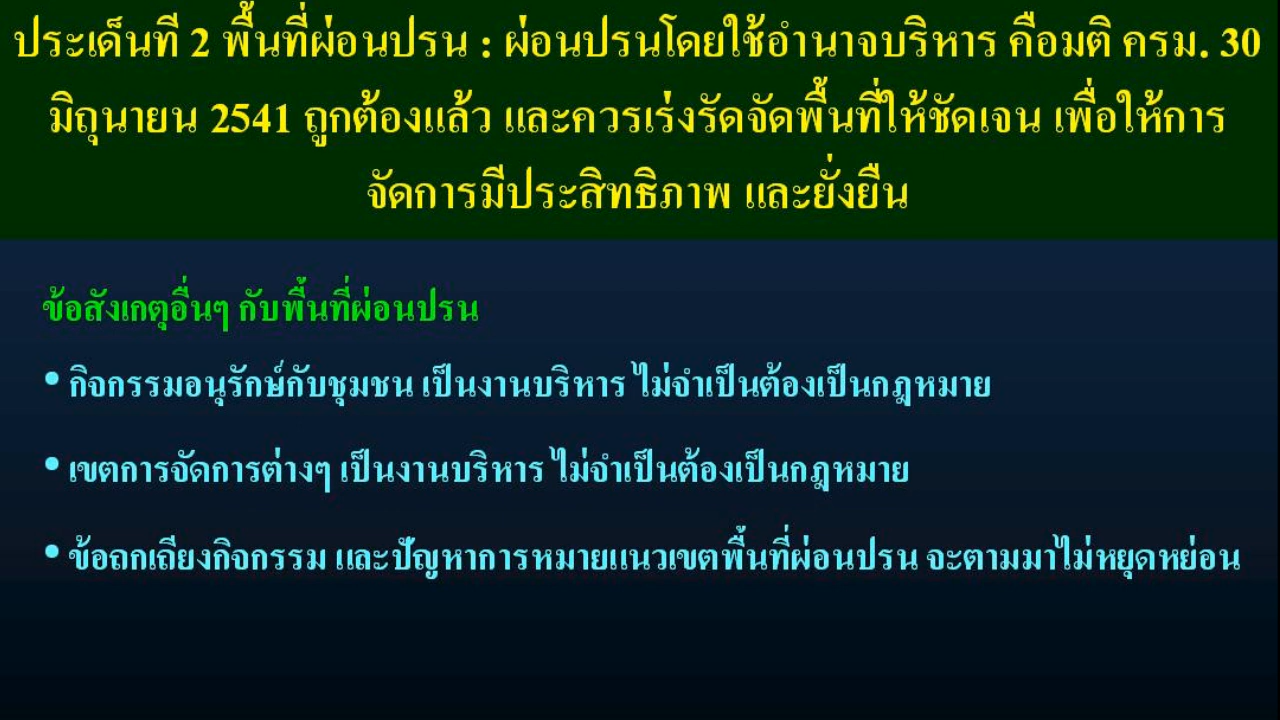 ประเด็นที่ 2 พื้นที่ผ่อนปรน : ผ่อนปรนโดยใช้อำนาจบริหาร คือมติ ครม. 30
มิถุนายน 2541 ถูกต้องแล้ว และควรเร่งรัดจัดพื้นที่ให้ชัดเจน เพื่อให้การ
จัดการมีประสิทธิภาพ และยั่งยืน
ข้อสังเกตุอื่นๆ กับพื้นที่ผ่อนปรน
• กิจกรรมอนุรักษ์กับชุมชน เป็นงานบริหาร ไม่จำเป็นต้องเป็นกฎหมาย
• เขตการจัดการต่างๆ เป็นงานบริหาร ไม่จำเป็นต้องเป็นกฎหมาย
• ข้อถกเถียงกิจกรรม และปัญหาการหมายแนวเขตพื้นที่ผ่อนปรน จะตามมาไม่หยุดหย่อน